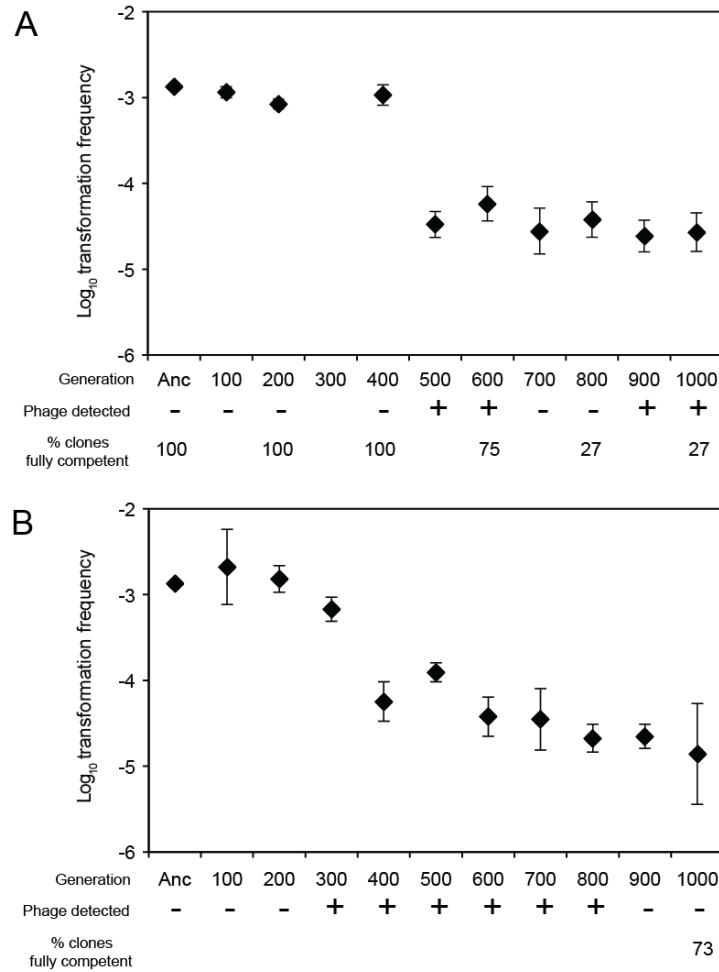 A
Log10 transformation frequency
-2
-3
-4
-5
-6
Generation Anc 100 200 300 400 500 600 700 800 900 1000
Phage detected - - - - + + - - + +
% clones
fully competent 100 100 100 75 27 27
B
Log10 transformation frequency
-2
-3
-4
-5
-6
Generation Anc 100 200 300 400 500 600 700 800 900 1000
Phage detected - - - + + + + + + - -
% clones
fully competent 73